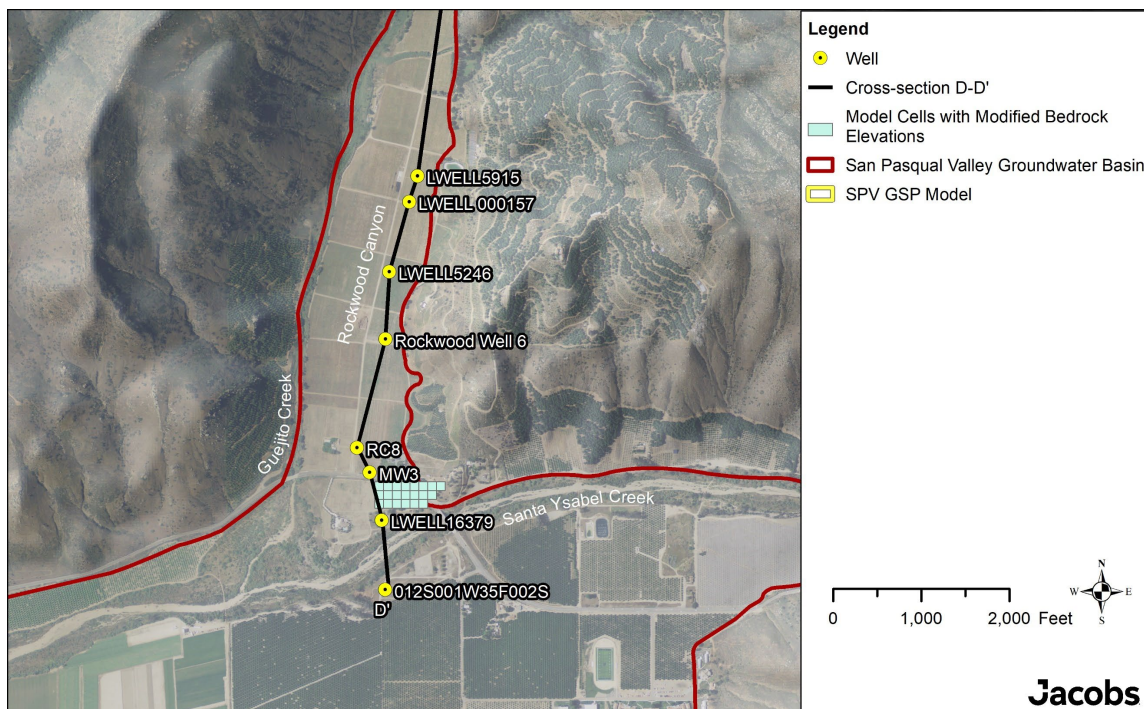 Legend
Well
Cross-section D-D'
Model Cells with Modified Bedrock
Elevations
San Pasqual Valley Groundwater Basin
SPV GSP Model
LWELL5915
LWELL 000157
Rockwood Canyon
LWELL5246
Rockwood Well 6
Guejito Creek
RC8
MW3
Santa Ysabel Creek
LWELL16379
012S001W35F002S
D'
N
W E
S
0 1,000 2,000 Feet
Jacobs